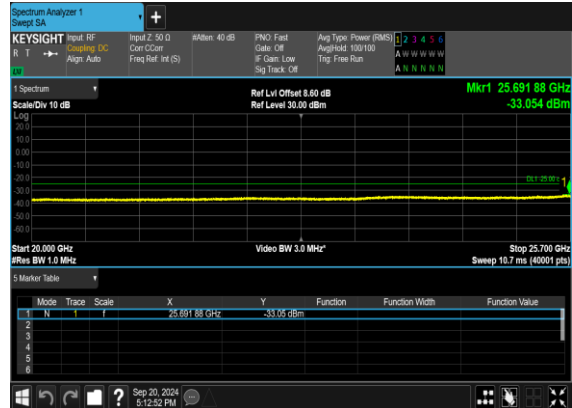 Spectrum Analyzer 1
Swept SA
+
KEYSIGHT Input: RF Input Z: 50 Ω #Atten: 40 dB PNO: Fast Avg Type: Power (RMS) 1 2 3 4 5 6
R T Coupling: DC Corr CCorr Gate: Off Avg|Hold: 100/100 A W W W W W
Align: Auto Freq Ref: Int (S) IF Gain: Low Trig: Free Run
Sig Track: Off A N N N N N
1 Spectrum Ref Lvl Offset 8.60 dB Mkr1 25.691 88 GHz
Scale/Div 10 dB Ref Level 30.00 dBm -33.054 dBm
Log
20.0
10.0
0.00
-10.0
-20.0
DL1 -25.00 1
-30.0
-40.0
-50.0
-60.0
Start 20.000 GHz Video BW 3.0 MHz* Stop 25.700 GHz
#Res BW 1.0 MHz Sweep 10.7 ms (40001 pts)
5 Marker Table
Mode Trace Scale X Y Function Function Width Function Value
1 N 1 f 25.691 88 GHz -33.05 dBm
2
3
4
5
6
? Sep 20, 2024
5:12:52 PM